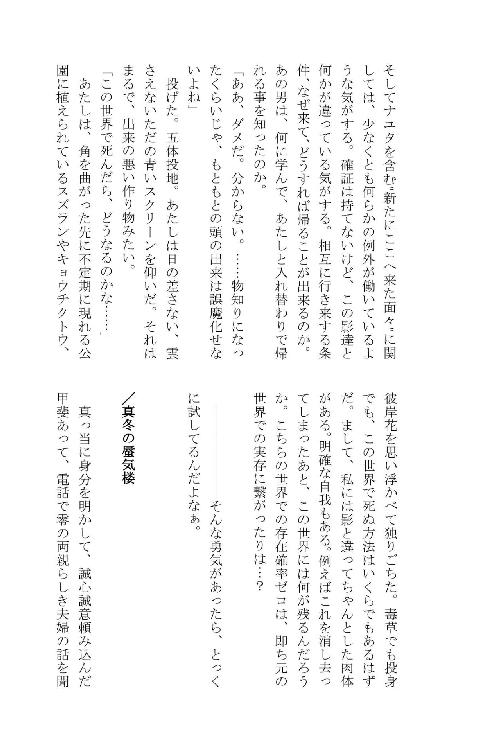 そしてナユタを含む〝新たにここへ来た面々〟に関
しては、少なくとも何らかの例外が働いているよ
うな気がする。確証は持てないけど、この影達と
何かが違っている気がする。相互に行き来する条
件、なぜ来て、どうすれば帰ることが出来るのか。
あの男は、何に学んで、あたしと入れ替わりで帰
れる事を知ったのか。
「ああ、ダメだ。分からない。……物知りになっ
たくらいじゃ、もともとの頭の出来は誤魔化せな
いよね」
　投げた。五体投地。あたしは日の差さない、雲
さえないただの青いスクリーンを仰いだ。それは
まるで、出来の悪い作り物みたい。
「この世界で死んだら、どうなるのかな……」
　あたしは、角を曲がった先に不定期に現れる公
園に植えられているスズランやキョウチクトウ、
彼岸花を思い浮かべて独りごちた。毒草でも投身
でも、この世界で死ぬ方法はいくらでもあるはず
だ。まして、私には影と違ってちゃんとした肉体
がある。明確な自我もある。例えばこれを消し去っ
てしまったあと、この世界には何が残るんだろう
か。こちらの世界での存在確率ゼロは、即ち元の
世界での実存に繋がったりは…？
――――――――そんな勇気があったら、とっく
に試してるんだよなぁ。
／真冬の蜃気楼
　真っ当に身分を明かして、誠心誠意頼み込んだ
甲斐あって、電話で零の両親らしき夫婦の話を聞